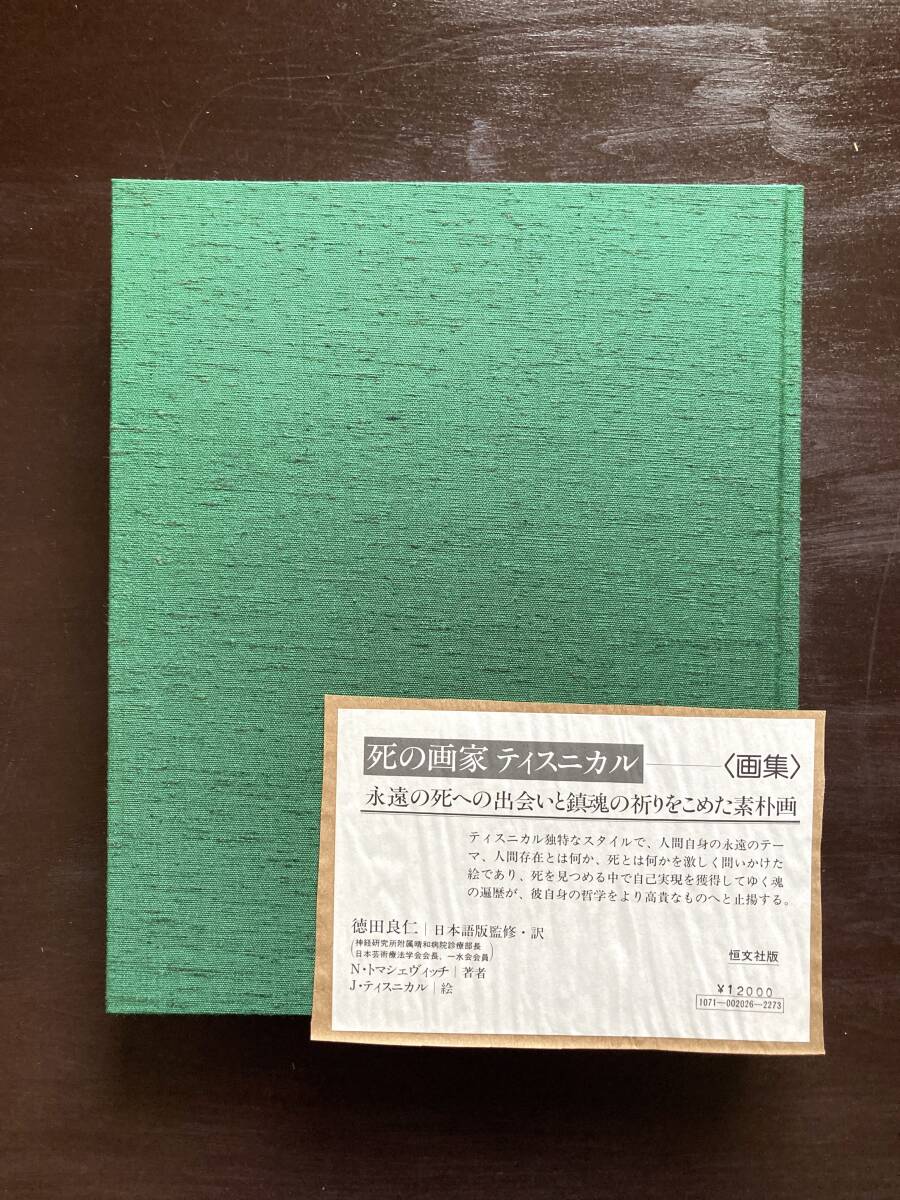 死の画家 ティスニカル――〈画集〉
永遠の死への出会いと鎮魂の祈りをこめた素朴画
ティスニカル独特なスタイルで、人間自身の永遠のテー
マ、人間存在とは何か、死とは何かを激しく問いかけた
絵であり、死を見つめる中で自己実現を獲得してゆく魂
の遍歴が、彼自身の哲学をより高貴なものへと止揚する。
徳田良仁|日本語版監修・訳
(神経研究所附属晴和病院診療部長
日本芸術療法学会会長、一水会会員)
N・トマシェヴィッチ|著者
J・ティスニカル|絵
恒文社版
¥12000
1071―002026―2273